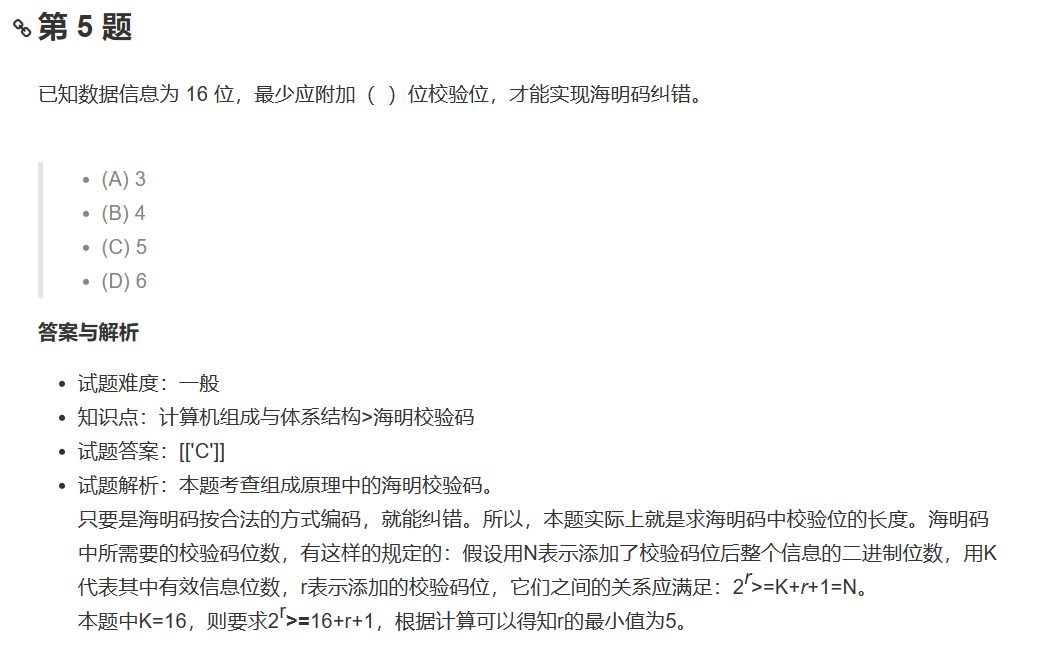 第 5 题
已知数据信息为 16 位，最少应附加（ ）位校验位，才能实现海明码纠错。
(A) 3
(B) 4
(C) 5
(D) 6
答案与解析
试题难度：一般
知识点：计算机组成与体系结构>海明校验码
试题答案：[['C']]
试题解析：本题考查组成原理中的海明校验码。
只要是海明码按合法的方式编码，就能纠错。所以，本题实际上就是求海明码中校验位的长度。海明码
中所需要的校验码位数，有这样的规定的：假设用N表示添加了校验码位后整个信息的二进制位数，用K
代表其中有效信息位数，r表示添加的校验码位，它们之间的关系应满足：2^r>=K+r+1=N。
本题中K=16，则要求2^r>=16+r+1，根据计算可以得知r的最小值为5。